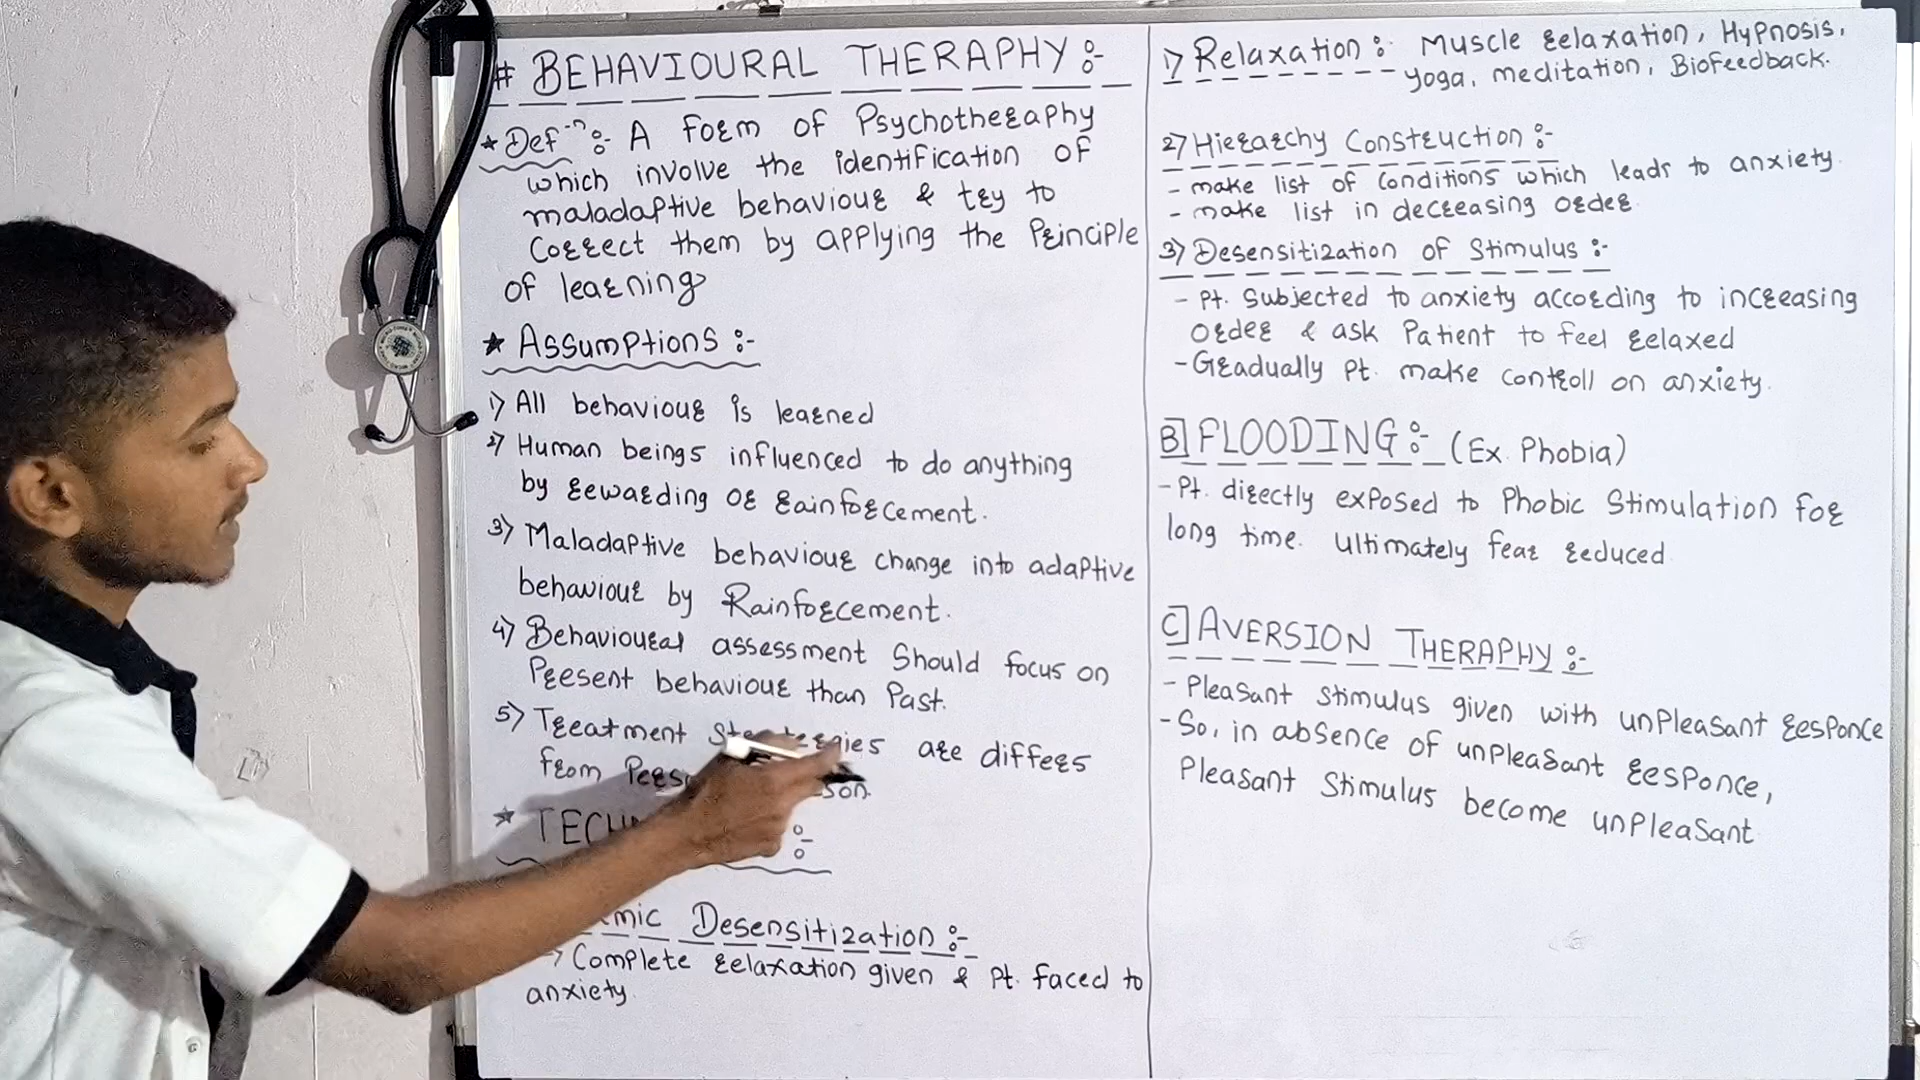 # BEHAVIOURAL THERAPHY :-
* Def-n :- A form of Psychotheraphy
which involve the identification of
maladaptive behaviour & try to
Correct them by applying the Principle
of learning
* Assumptions :-
1) All behaviour is learned
2) Human beings influenced to do anything
by rewarding or rainforcement.
3) Maladaptive behaviour change into adaptive
behaviour by Rainforcement.
4) Behavioural assessment Should focus on
Present behaviour than Past.
5) Treatment are differs
from
*
Desensitization :-
→ Complete relaxation given & Pt. faced to
anxiety
1) Relaxation :- Muscle relaxation, Hypnosis,
yoga, meditation, Biofeedback.
2) Hierarchy Construction :-
- make list of Conditions which leads to anxiety
- make list in decreasing order
3) Desensitization of Stimulus :-
- Pt. Subjected to anxiety according to increasing
order & ask Patient to feel relaxed
- Gradually Pt. make controll on anxiety.
B] FLOODING :- (Ex. Phobia)
- Pt. directly exposed to Phobic Stimulation for
long time. Ultimately fear reduced
C] AVERSION THERAPHY :-
- Pleasant stimulus given with unpleasant responce
- So, in absence of unpleasant responce,
Pleasant Stimulus become unpleasant